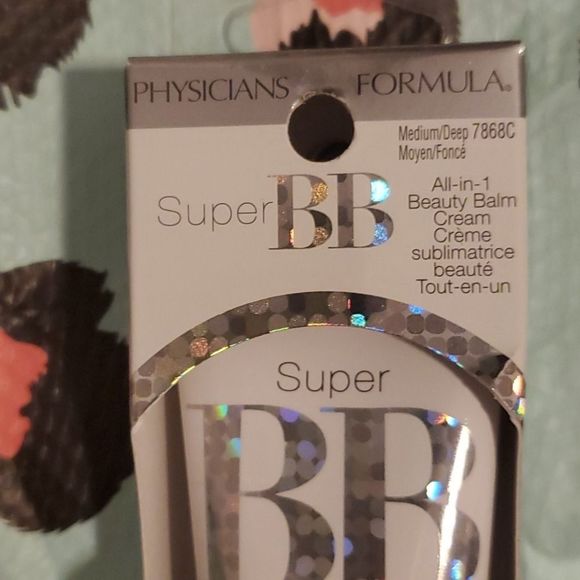 PHYSICIANS FORMULA®
Medium/Deep 7868C
Moyen/Foncé
Super BB
All-in-1
Beauty Balm
Cream
Crème
sublimatrice
beauté
Tout-en-un
Super
BB